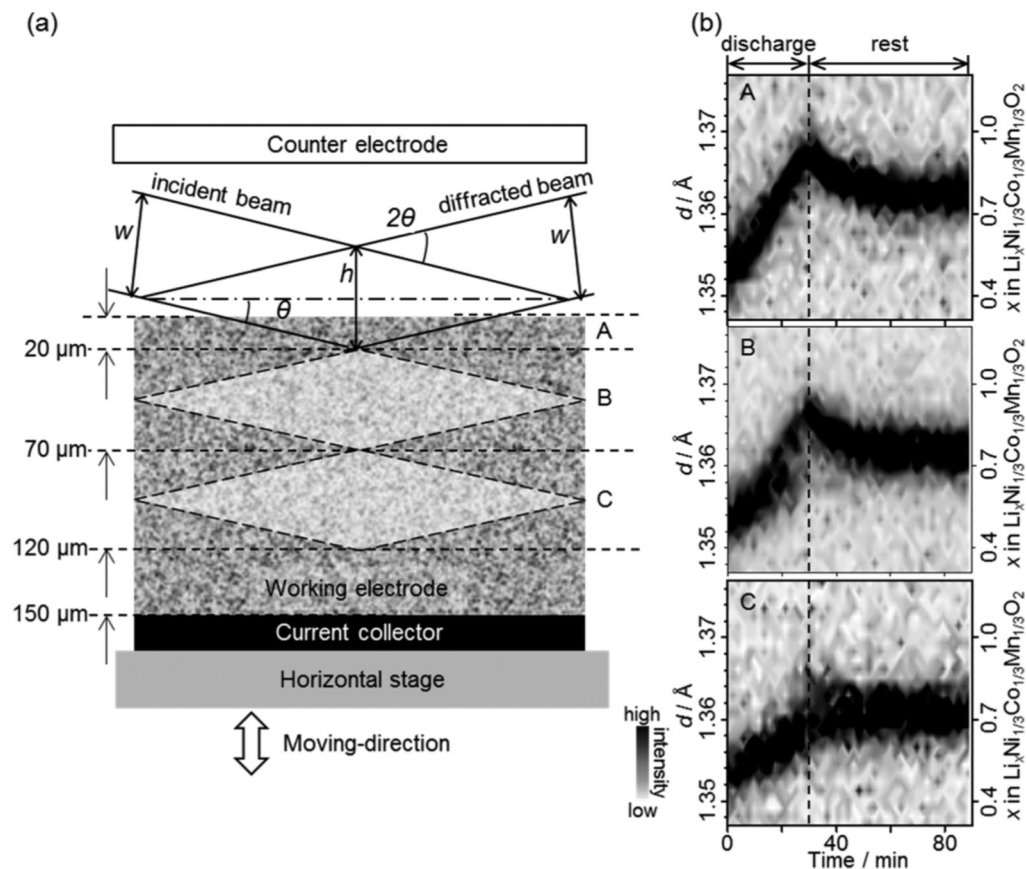 (a)
Counter electrode
incident beam
diffracted beam
w
2θ
w
h
θ
A
20 μm
B
70 μm
C
120 μm
Working electrode
150 μm
Current collector
Horizontal stage
Moving-direction
high
intensity
low
(b)
discharge
rest
A
1.37
1.36
1.35
d / Å
1.0
0.7
0.4
x in LixNi1/3Co1/3Mn1/3O2
B
1.37
1.36
1.35
d / Å
1.0
0.7
0.4
x in LixNi1/3Co1/3Mn1/3O2
C
1.37
1.36
1.35
d / Å
1.0
0.7
0.4
x in LixNi1/3Co1/3Mn1/3O2
0
40
80
Time / min